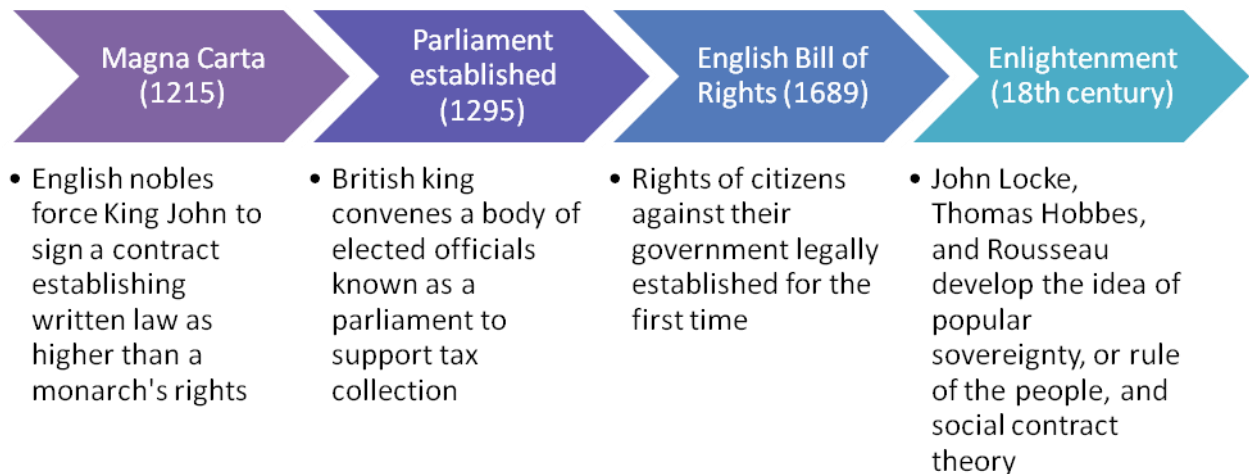 Magna Carta
(1215)
Parliament
established
(1295)
English Bill of
Rights (1689)
Enlightenment
(18th century)
• English nobles
force King John to
sign a contract
establishing
written law as
higher than a
monarch's rights
• British king
convenes a body of
elected officials
known as a
parliament to
support tax
collection
• Rights of citizens
against their
government legally
established for the
first time
• John Locke,
Thomas Hobbes,
and Rousseau
develop the idea of
popular
sovereignty, or rule
of the people, and
social contract
theory